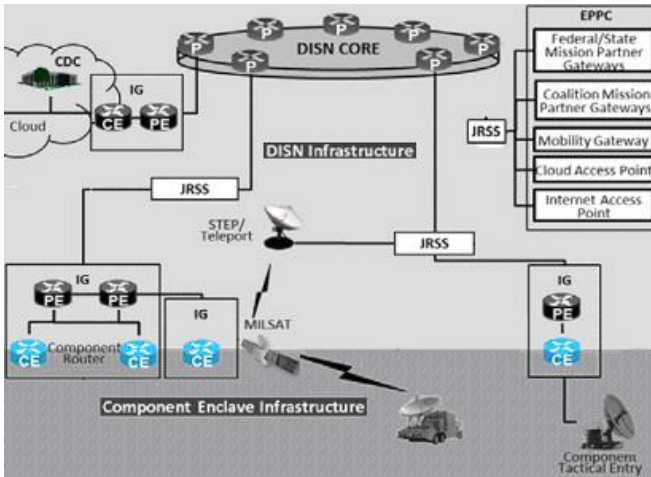 P
P
P
P
P
P
P
DISN CORE
EPPC
Federal/State
Mission Partner
Gateways
Coalition Mission
Partner Gateways
JRSS
Mobility Gateway
Cloud Access Point
Internet Access
Point
CDC
IG
CE
PE
Cloud
DISN Infrastructure
JRSS
STEP/
Teleport
JRSS
IG
PE
PE
IG
IG
PE
MILSAT
Component
Router
CE
CE
CE
CE
Component Enclave Infrastructure
Component
Tactical Entry